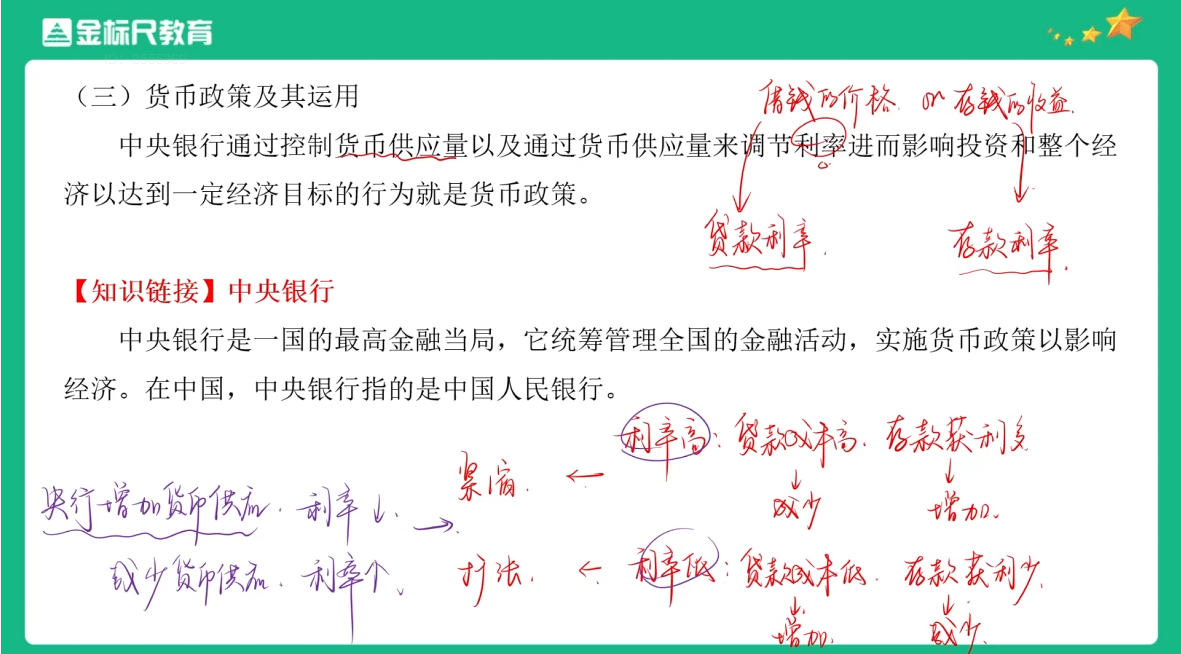 金标尺教育
（三）货币政策及其运用
借钱的价格 or 存钱的收益.
中央银行通过控制货币供应量以及通过货币供应量来调节利率进而影响投资和整个经
济以达到一定经济目标的行为就是货币政策。
贷款利率. 存款利率.
【知识链接】中央银行
中央银行是一国的最高金融当局，它统筹管理全国的金融活动，实施货币政策以影响
经济。在中国，中央银行指的是中国人民银行。
利率高：贷款成本高. 存款获利多
紧缩. ←
↓减少 ↓增加.
央行增加货币供应. 利率↓. →
减少货币供应. 利率个.
扩张. ← 利率低：贷款成本低. 存款获利少.
↓增加. ↓减少.